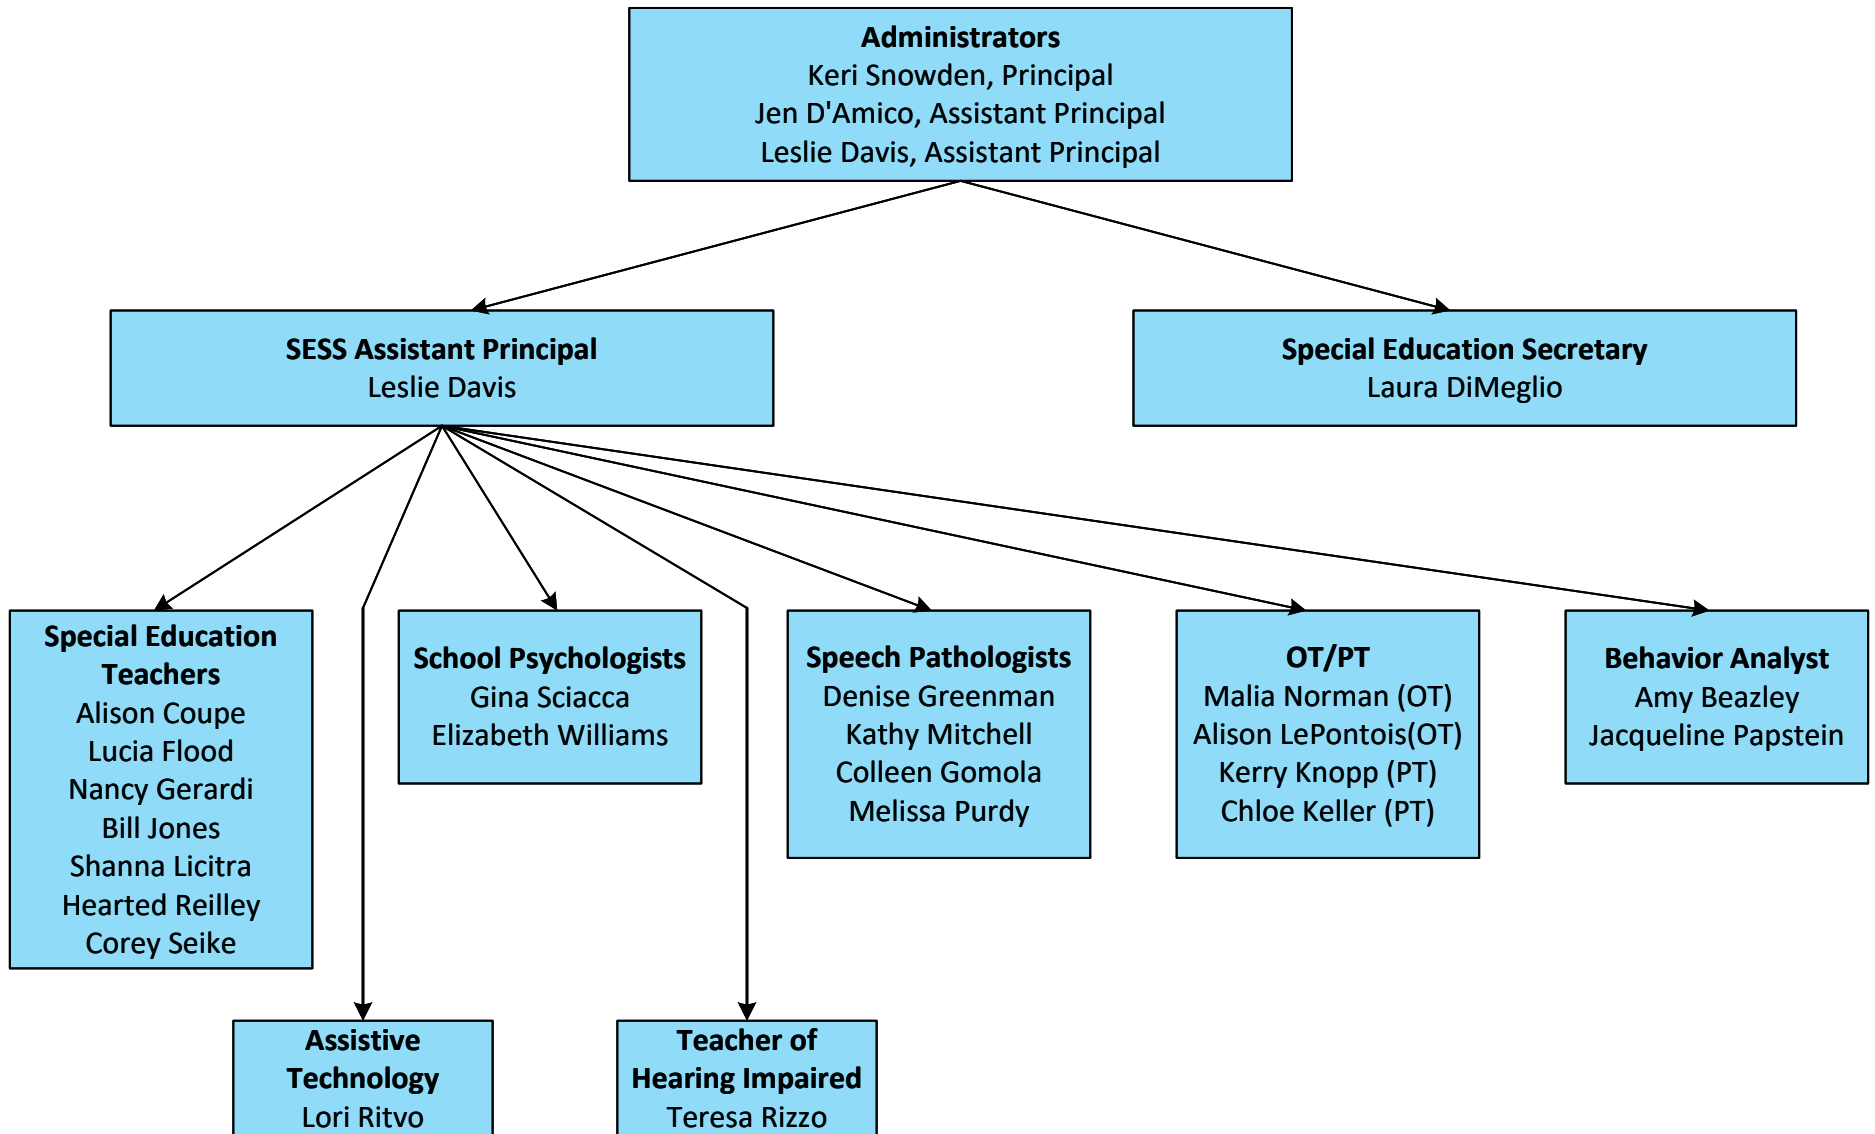 Administrators
Keri Snowden, Principal
Jen D'Amico, Assistant Principal
Leslie Davis, Assistant Principal
SESS Assistant Principal
Leslie Davis
Special Education Secretary
Laura DiMeglio
Special Education
Teachers
Alison Coupe
Lucia Flood
Nancy Gerardi
Bill Jones
Shanna Licitra
Hearted Reilley
Corey Seike
School Psychologists
Gina Sciacca
Elizabeth Williams
Speech Pathologists
Denise Greenman
Kathy Mitchell
Colleen Gomola
Melissa Purdy
OT/PT
Malia Norman (OT)
Alison LePontois(OT)
Kerry Knopp (PT)
Chloe Keller (PT)
Behavior Analyst
Amy Beazley
Jacqueline Papstein
Assistive
Technology
Lori Ritvo
Teacher of
Hearing Impaired
Teresa Rizzo